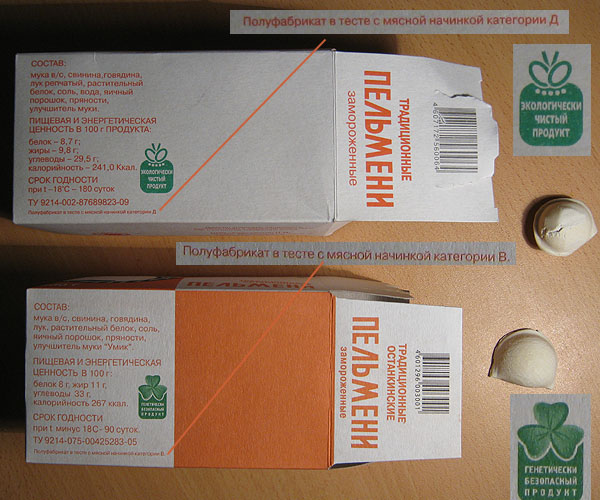 Полуфабрикат в тесте с мясной начинкой категории Д
СОСТАВ:
мука в/с, свинина, говядина,
лук репчатый, растительный
белок, соль, вода, яичный
порошок, пряности,
улучшитель муки.
ПИЩЕВАЯ И ЭНЕРГЕТИЧЕСКАЯ
ЦЕННОСТЬ В 100 г ПРОДУКТА:
белок – 8,7 г;
жиры – 9,8 г;
углеводы – 29,5 г;
калорийность – 241,0 Ккал.
СРОК ГОДНОСТИ
при t – 18°С – 180 суток
ТУ 9214-002-87689823-09
Полуфабрикат в тесте с мясной начинкой категории Д
ЭКОЛОГИЧЕСКИ
ЧИСТЫЙ
ПРОДУКТ
ТРАДИЦИОННЫЕ
ПЕЛЬМЕНИ
замороженные
ЭКОЛОГИЧЕСКИ
ЧИСТЫЙ
ПРОДУКТ
Полуфабрикат в тесте с мясной начинкой категории В.
ПЕЛЬМЕНИ
СОСТАВ:
мука в/с, свинина, говядина,
лук, растительный белок, соль,
яичный порошок, пряности,
улучшитель муки "Умик".
ПИЩЕВАЯ И ЭНЕРГЕТИЧЕСКАЯ
ЦЕННОСТЬ В 100 г:
белок 8 г, жир 11 г,
углеводы 33 г,
калорийность 267 ккал.
СРОК ГОДНОСТИ
при t минус 18С- 90 суток.
ТУ 9214-075-00425283-05
Полуфабрикат в тесте с мясной начинкой категории В.
ГЕНЕТИЧЕСКИ
БЕЗОПАСНЫЙ
ПРОДУКТ
ТРАДИЦИОННЫЕ
ОСТАНКИНСКИЕ
ПЕЛЬМЕНИ
замороженные
4601296003001
ГЕНЕТИЧЕСКИ
БЕЗОПАСНЫЙ
ПРОДУКТ